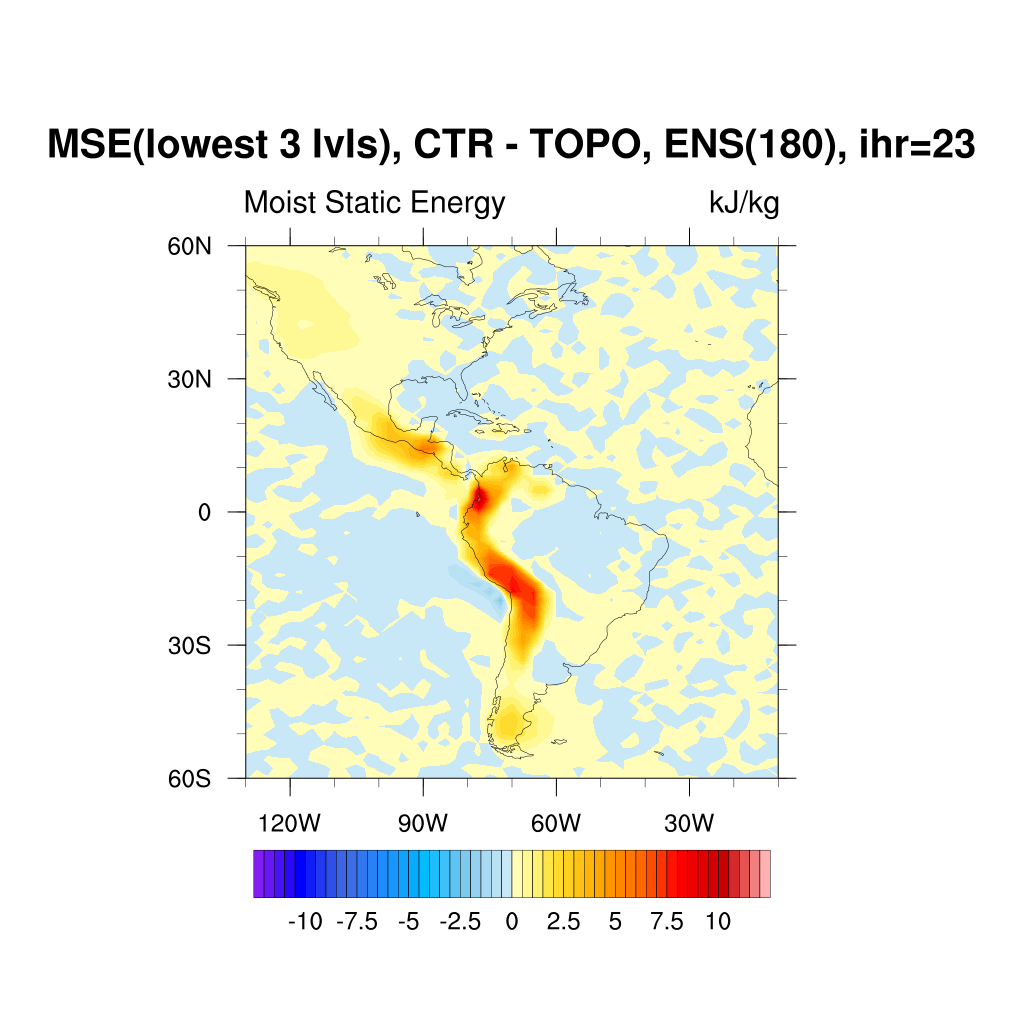 MSE(lowest 3 lvls), CTR - TOPO, ENS(180), ihr=23
Moist Static Energy kJ/kg
60N
30N
0
30S
60S
120W 90W 60W 30W
-10 -7.5 -5 -2.5 0 2.5 5 7.5 10